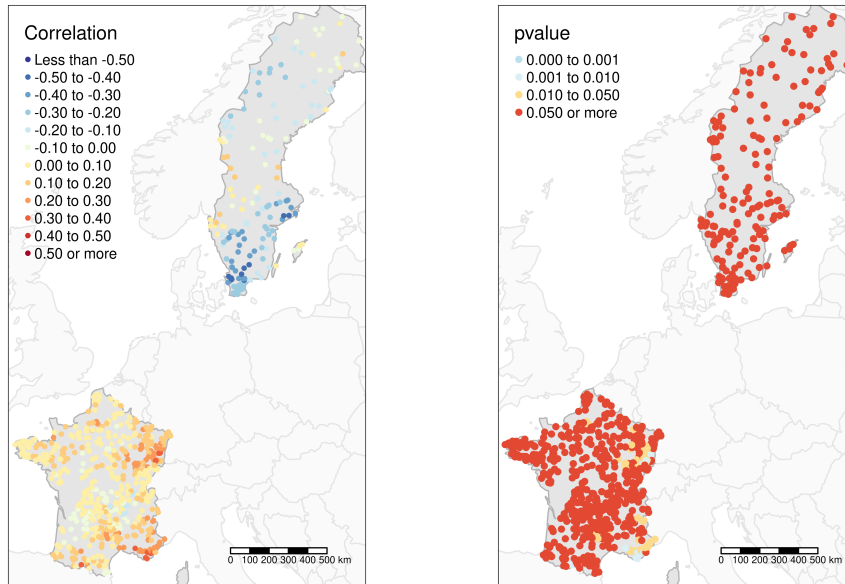 Correlation
Less than -0.50
-0.50 to -0.40
-0.40 to -0.30
-0.30 to -0.20
-0.20 to -0.10
-0.10 to 0.00
0.00 to 0.10
0.10 to 0.20
0.20 to 0.30
0.30 to 0.40
0.40 to 0.50
0.50 or more
0 100 200 300 400 500 km
pvalue
0.000 to 0.001
0.001 to 0.010
0.010 to 0.050
0.050 or more
0 100 200 300 400 500 km